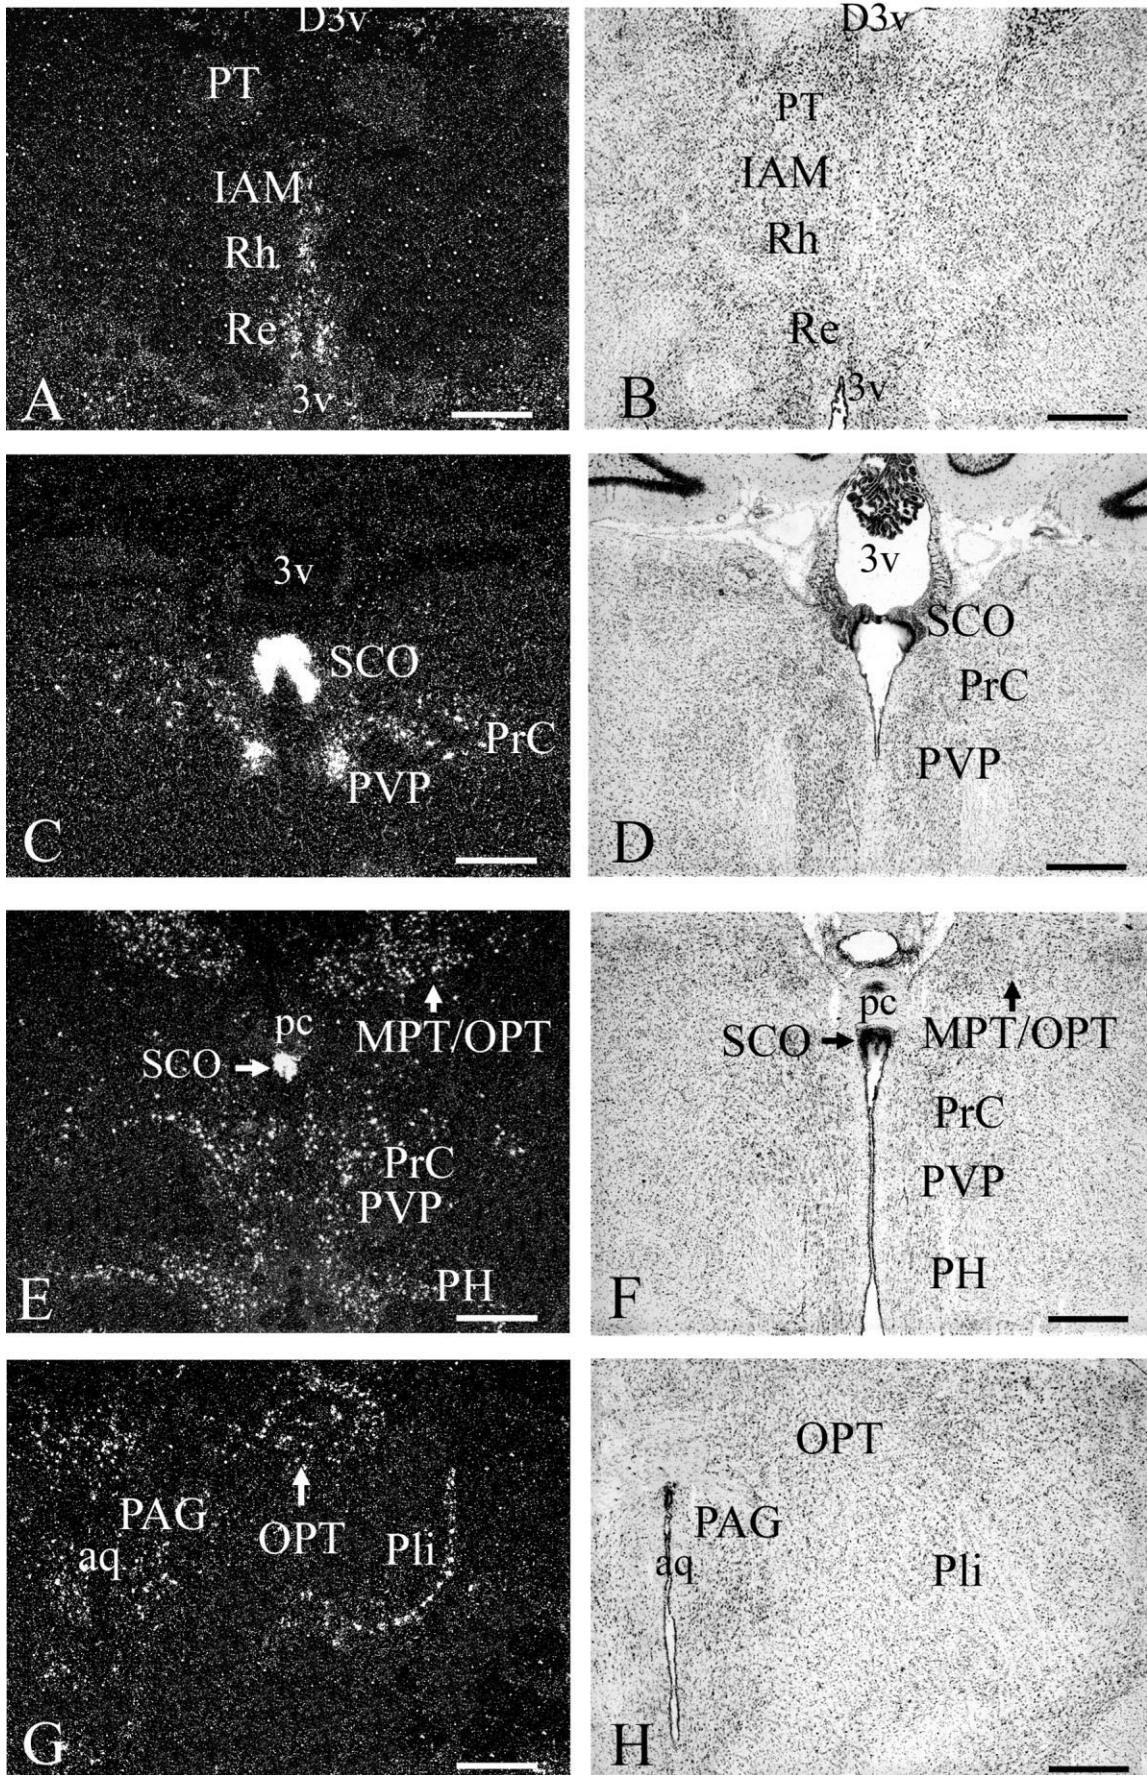 D3v
PT
IAM
Rh
Re
3v
A
D3v
PT
IAM
Rh
Re
3v
B
3v
SCO
PrC
PVP
C
3v
SCO
PrC
PVP
D
pc
MPT/OPT
SCO
PrC
PVP
PH
E
pc
SCO
MPT/OPT
PrC
PVP
PH
F
PAG
OPT
aq
Pli
G
OPT
PAG
aq
Pli
H